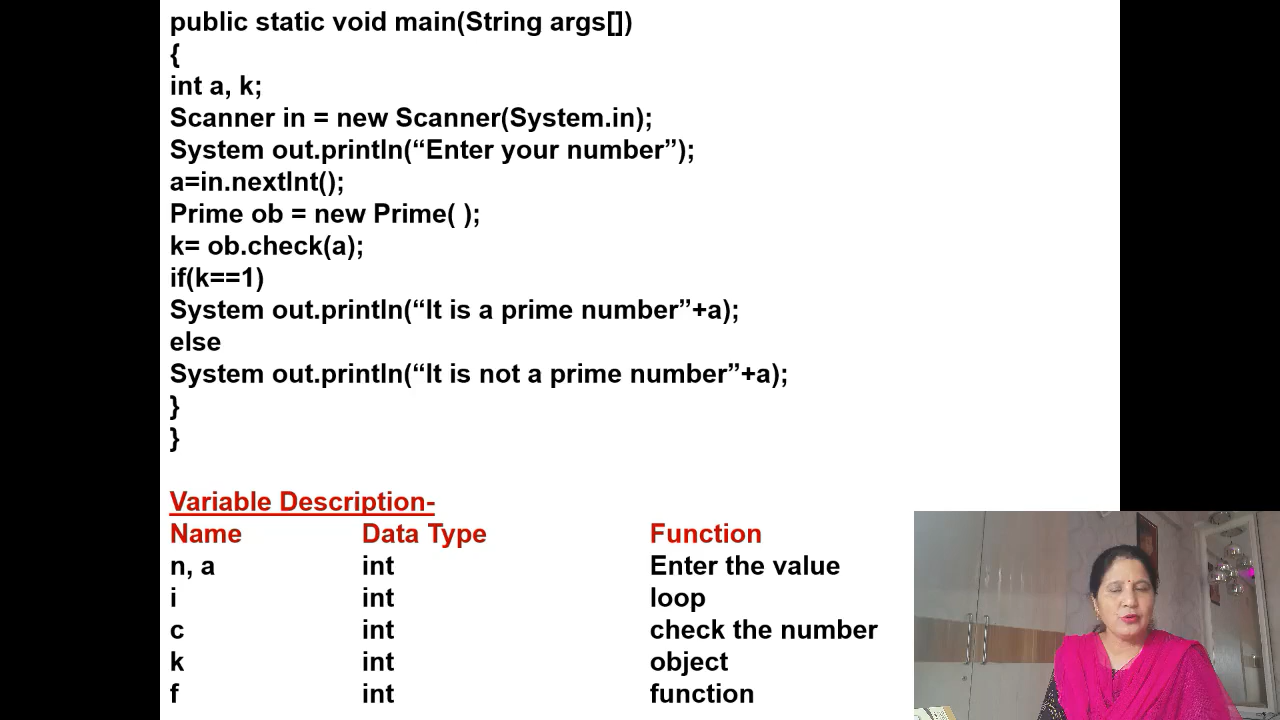 public static void main(String args[])
{
int a, k;
Scanner in = new Scanner(System.in);
System out.println(“Enter your number”);
a=in.nextInt();
Prime ob = new Prime( );
k= ob.check(a);
if(k==1)
System out.println(“It is a prime number”+a);
else
System out.println(“It is not a prime number”+a);
}
}
Variable Description-
Name Data Type Function
n, a int Enter the value
i int loop
c int check the number
k int object
f int function